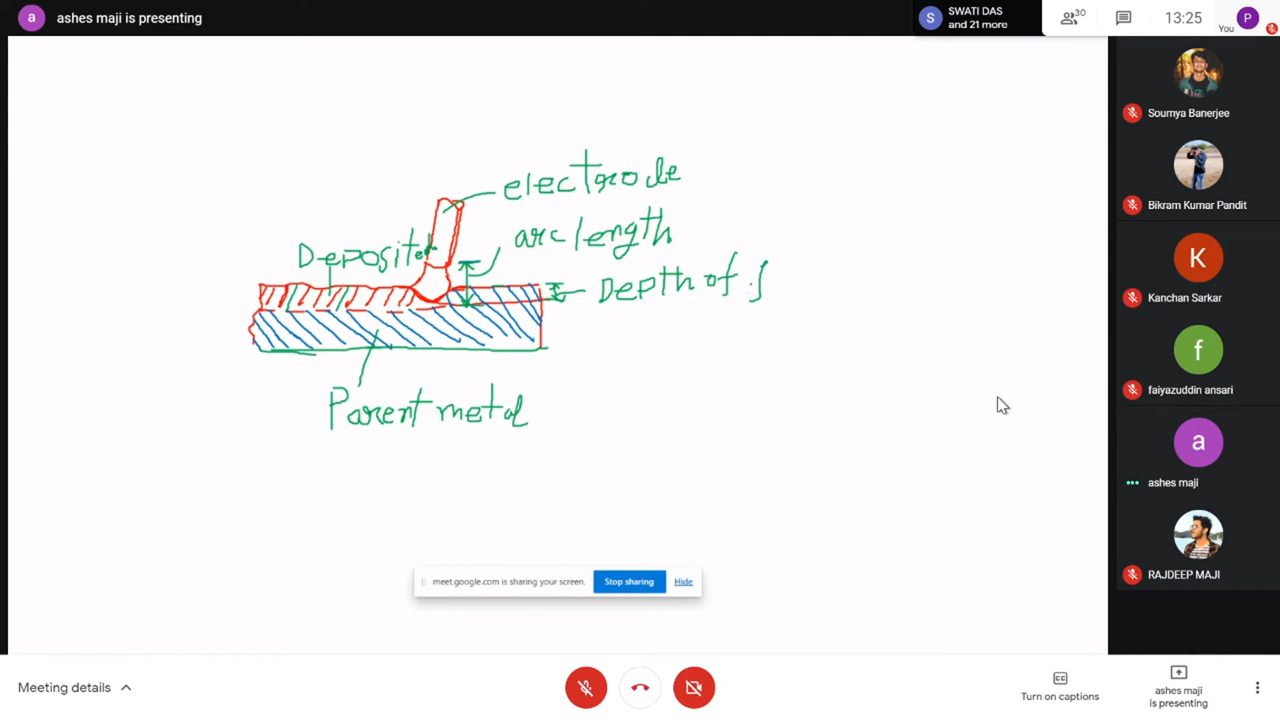 a
ashes maji is presenting
S
SWATI DAS
and 21 more
30
13:25
You
P
electrode
arc length
Deposited
Depth of f
Parent metal
Soumya Banerjee
Bikram Kumar Pandit
K
Kanchan Sarkar
f
faiyazuddin ansari
a
ashes maji
RAJDEEP MAJI
meet.google.com is sharing your screen.
Stop sharing
Hide
Meeting details
CC
Turn on captions
ashes maji
is presenting